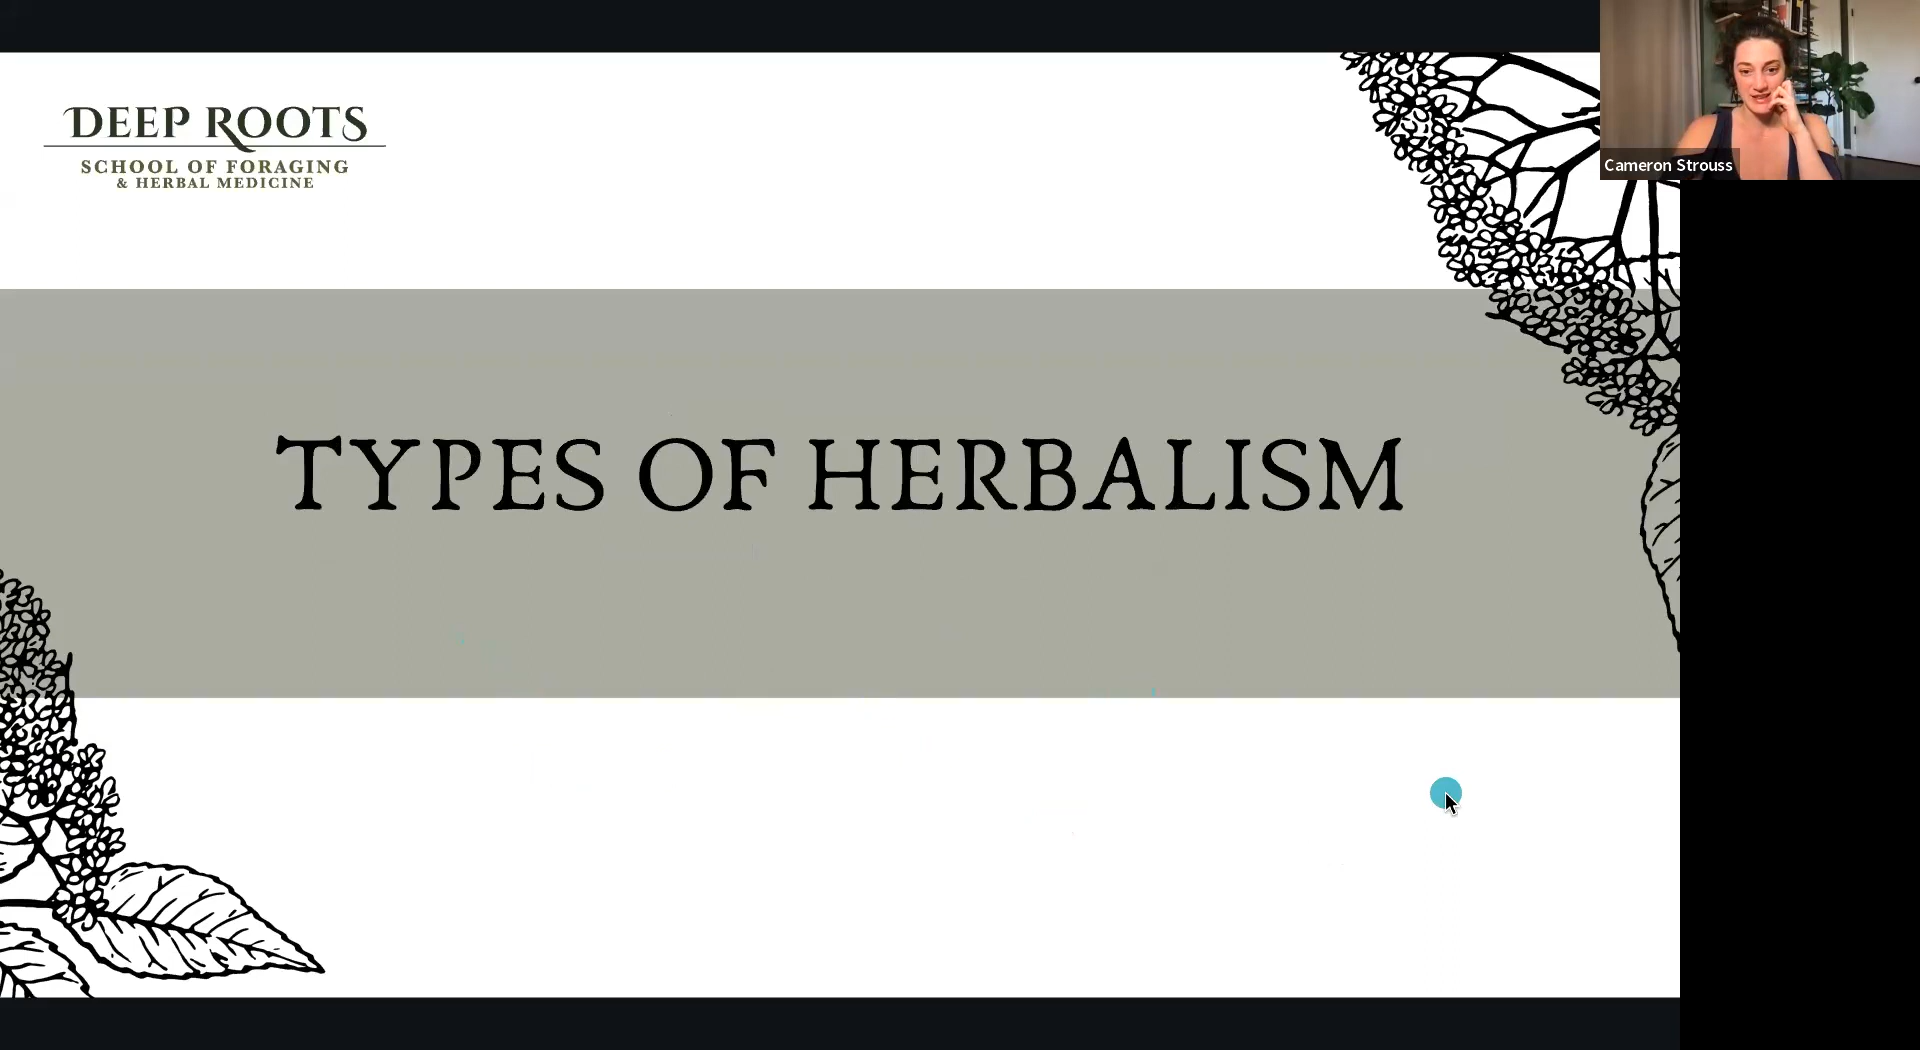 DEEP ROOTS
SCHOOL OF FORAGING
& HERBAL MEDICINE
Cameron Strouss
TYPES OF HERBALISM